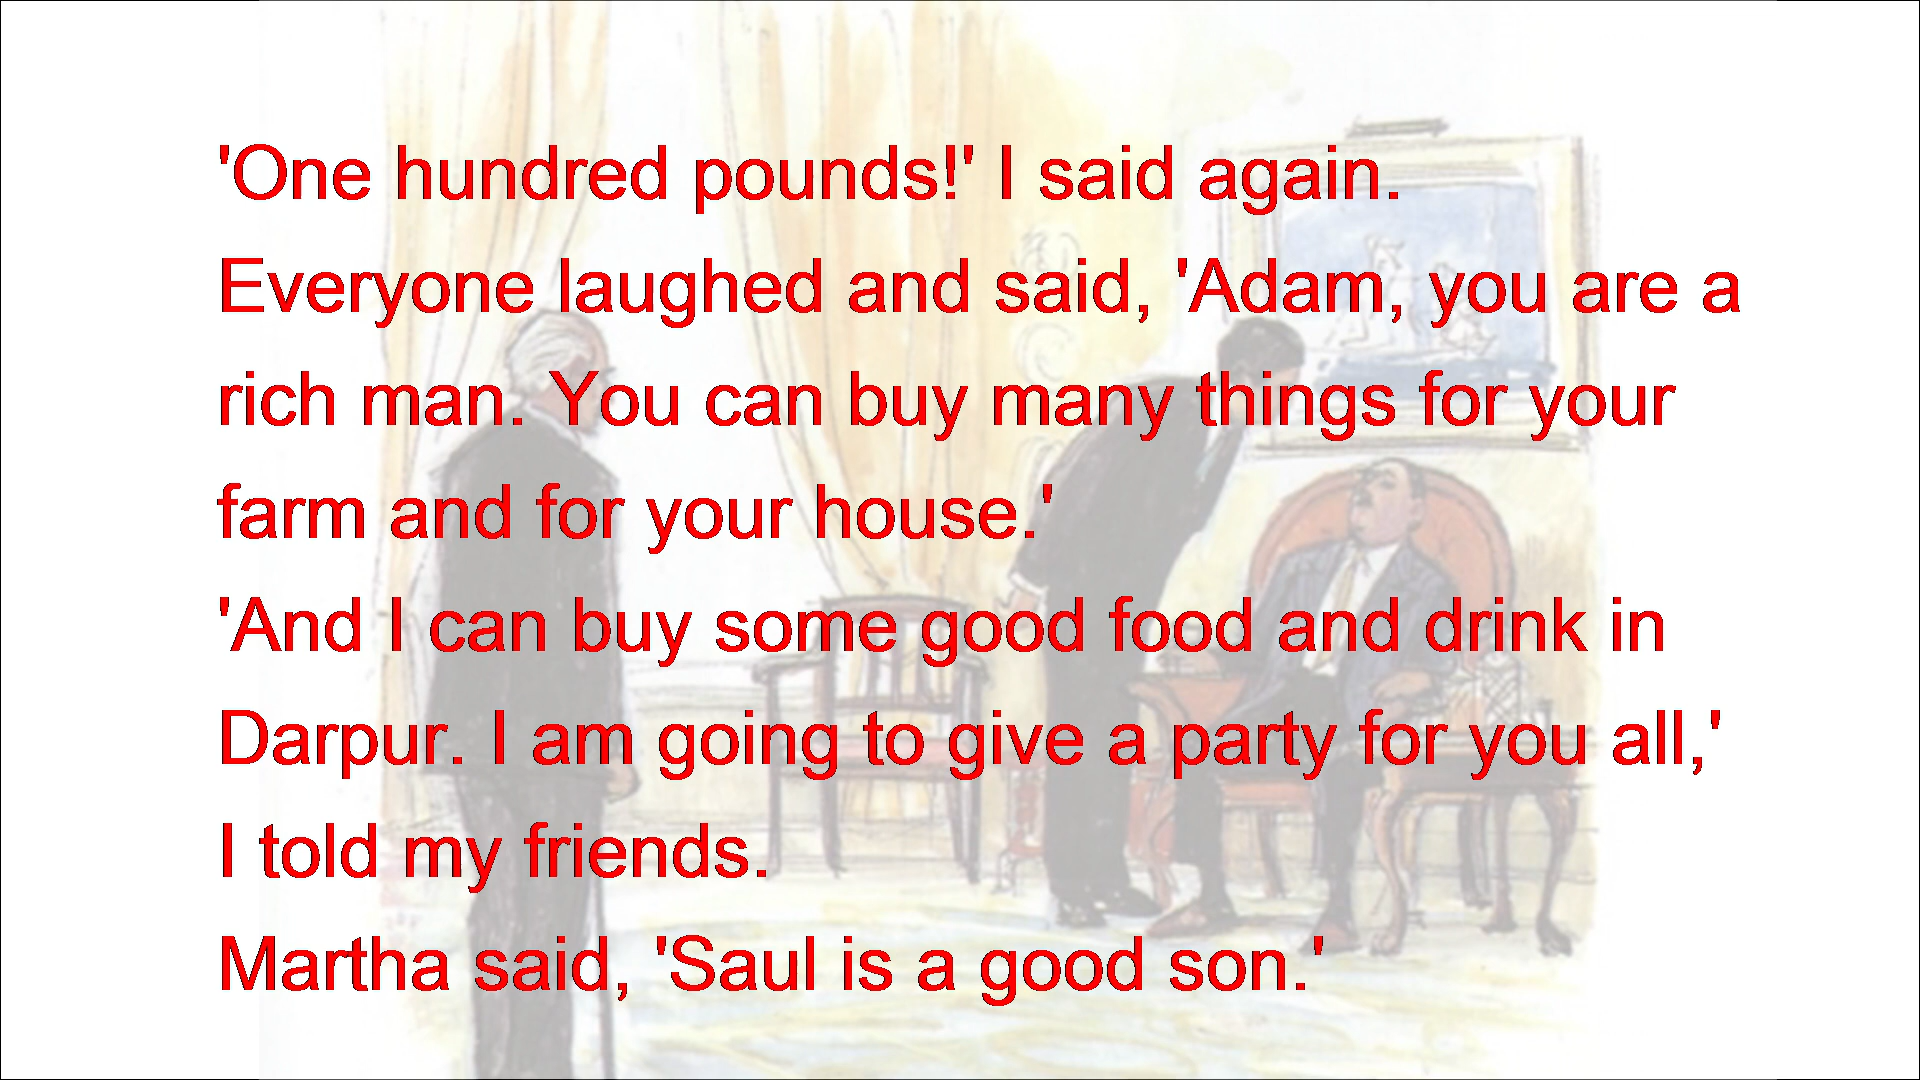 'One hundred pounds!' I said again.
Everyone laughed and said, 'Adam, you are a
rich man. You can buy many things for your
farm and for your house.'
'And I can buy some good food and drink in
Darpur. I am going to give a party for you all,'
I told my friends.
Martha said, 'Saul is a good son.'